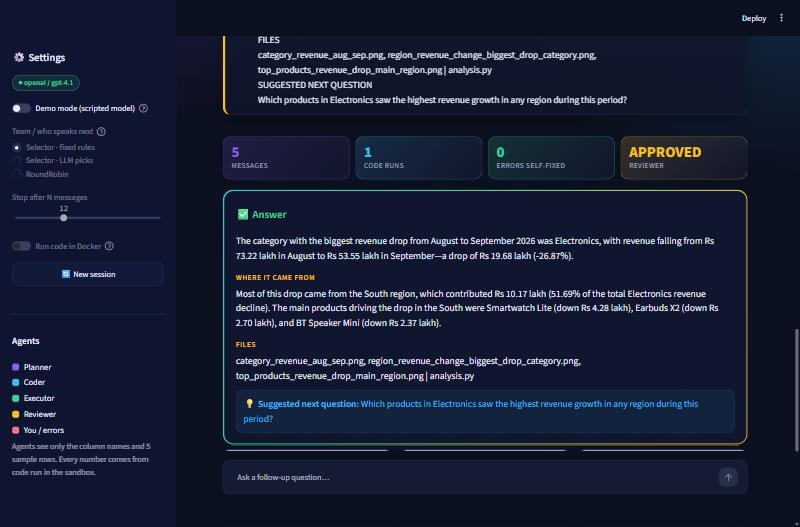 Deploy
Settings
openai / gpt-4.1
Demo mode (scripted model)
Team / who speaks next
Selector - fixed rules
Selector - LLM picks
RoundRobin
Stop after N messages
12
Run code in Docker
New session
Agents
Planner
Coder
Executor
Reviewer
You / errors
Agents see only the column names and 5
sample rows. Every number comes from
code run in the sandbox.
FILES
category_revenue_aug_sep.png, region_revenue_change_biggest_drop_category.png,
top_products_revenue_drop_main_region.png | analysis.py
SUGGESTED NEXT QUESTION
Which products in Electronics saw the highest revenue growth in any region during this period?
5
MESSAGES
1
CODE RUNS
0
ERRORS SELF-FIXED
APPROVED
REVIEWER
Answer
The category with the biggest revenue drop from August to September 2026 was Electronics, with revenue falling from Rs
73.22 lakh in August to Rs 53.55 lakh in September—a drop of Rs 19.68 lakh (-26.87%).
WHERE IT CAME FROM
Most of this drop came from the South region, which contributed Rs 10.17 lakh (51.69% of the total Electronics revenue
decline). The main products driving the drop in the South were Smartwatch Lite (down Rs 4.28 lakh), Earbuds X2 (down Rs
2.70 lakh), and BT Speaker Mini (down Rs 2.37 lakh).
FILES
category_revenue_aug_sep.png, region_revenue_change_biggest_drop_category.png,
top_products_revenue_drop_main_region.png | analysis.py
Suggested next question: Which products in Electronics saw the highest revenue growth in any region during this
period?
Ask a follow-up question...